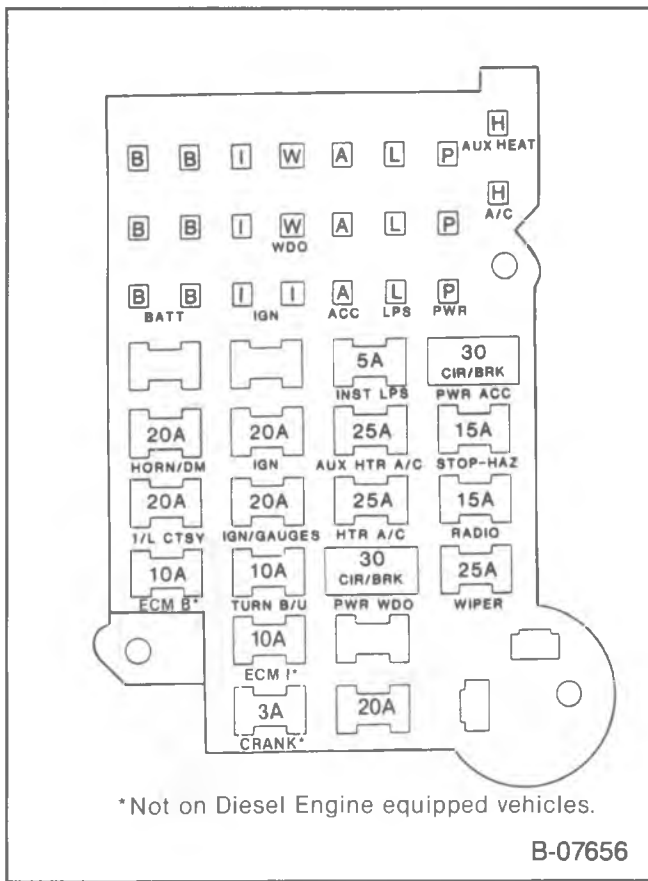 H
AUX HEAT
B B I W A L P
H
A/C
B B I W A L P
WDO
B B I I A L P
BATT IGN ACC LPS PWR
5A 30 CIR/BRK
INST LPS PWR ACC
20A 20A 25A 15A
HORN/DM IGN AUX HTR A/C STOP-HAZ
20A 20A 25A 15A
1/L CTSY IGN/GAUGES HTR A/C RADIO
10A 10A 30 CIR/BRK 25A
ECM B* TURN B/U PWR WDO WIPER
10A
ECM I*
3A 20A
CRANK*
*Not on Diesel Engine equipped vehicles.
B-07656